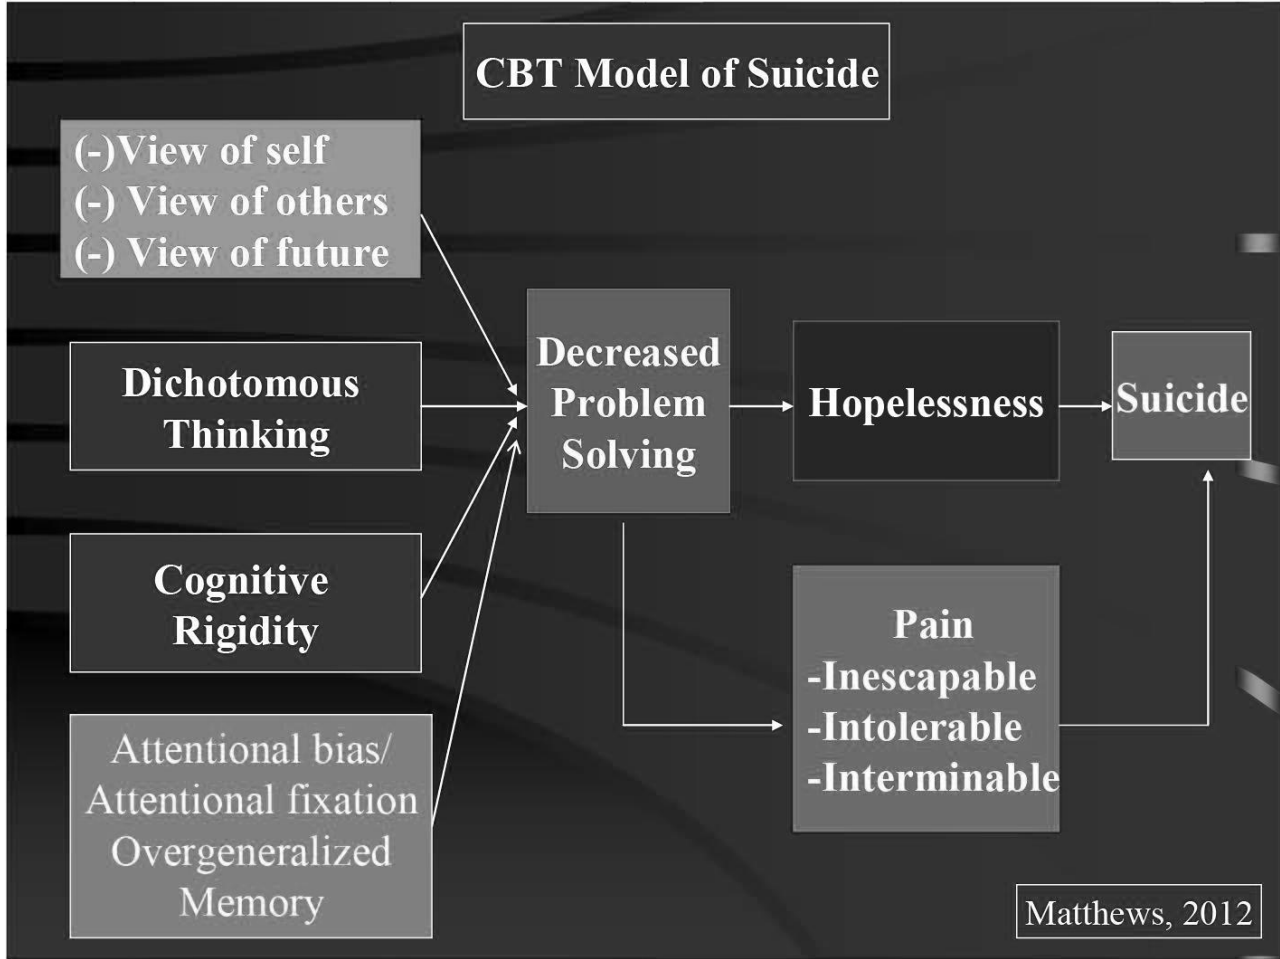 CBT Model of Suicide
(-)View of self
(-) View of others
(-) View of future
Dichotomous
Thinking
Cognitive
Rigidity
Attentional bias/
Attentional fixation
Overgeneralized
Memory
Decreased
Problem
Solving
Hopelessness
Suicide
Pain
-Inescapable
-Intolerable
-Interminable
Matthews, 2012